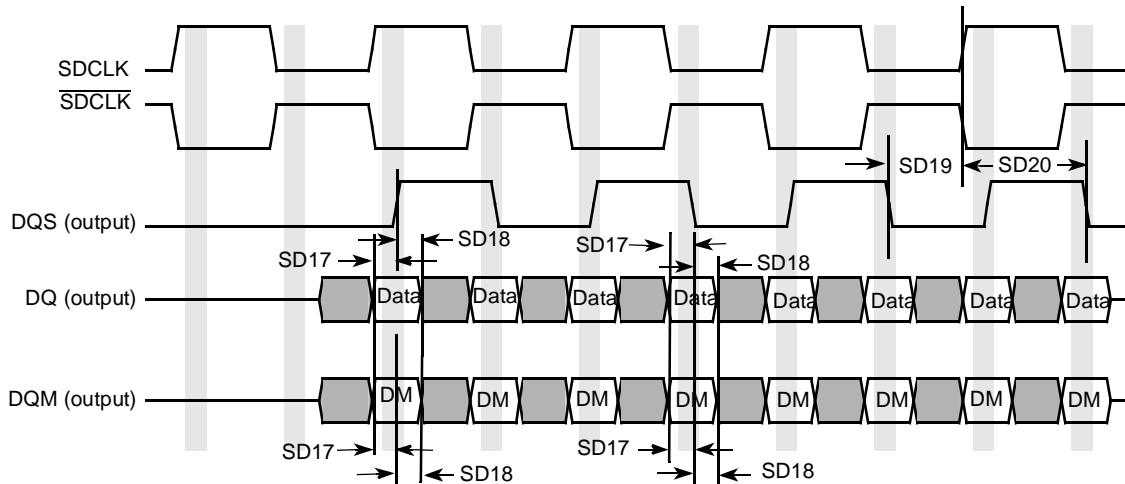 SDCLK
SDCLK
SD19 SD20
DQS (output)
SD18 SD17
SD17 SD18
DQ (output) Data Data Data Data Data Data Data Data
DQM (output) DM DM DM DM DM DM DM DM
SD17 SD17
SD18 SD18